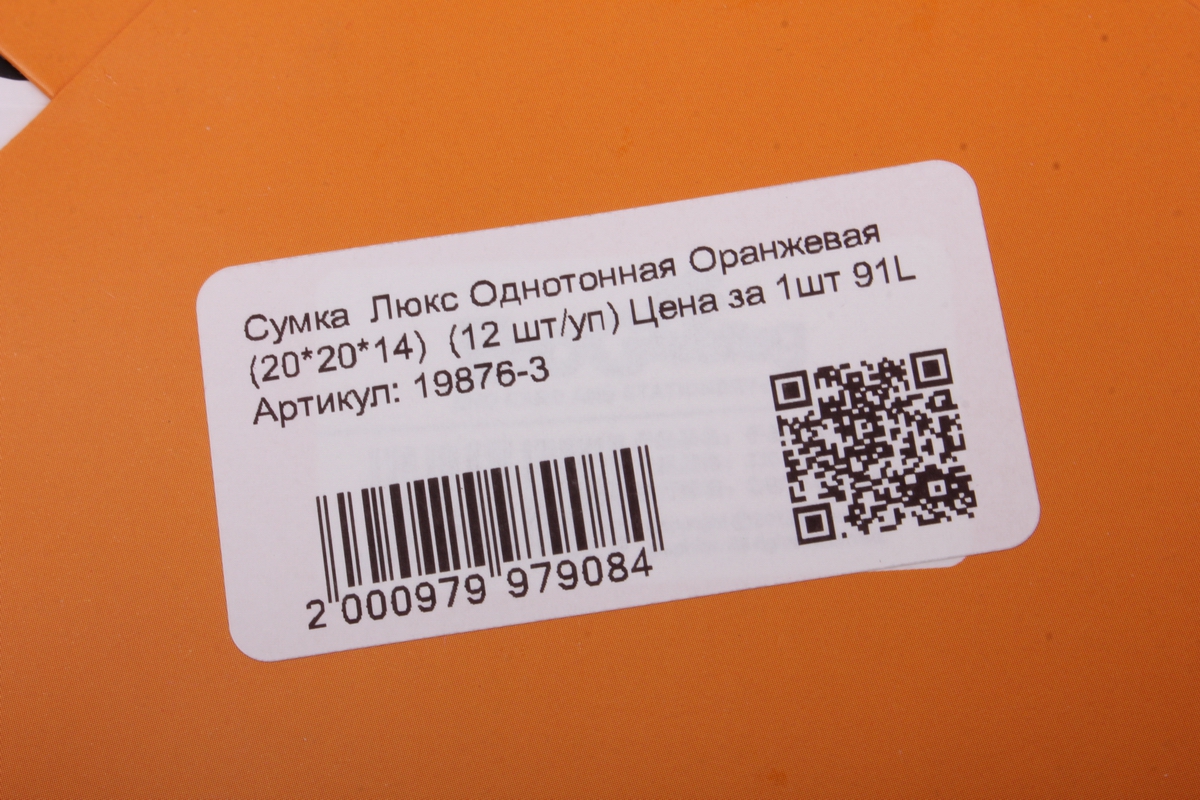 Сумка Люкс Однотонная Оранжевая
(20*20*14) (12 шт/уп) Цена за 1шт 91L
Артикул: 19876-3
2 000979 979084